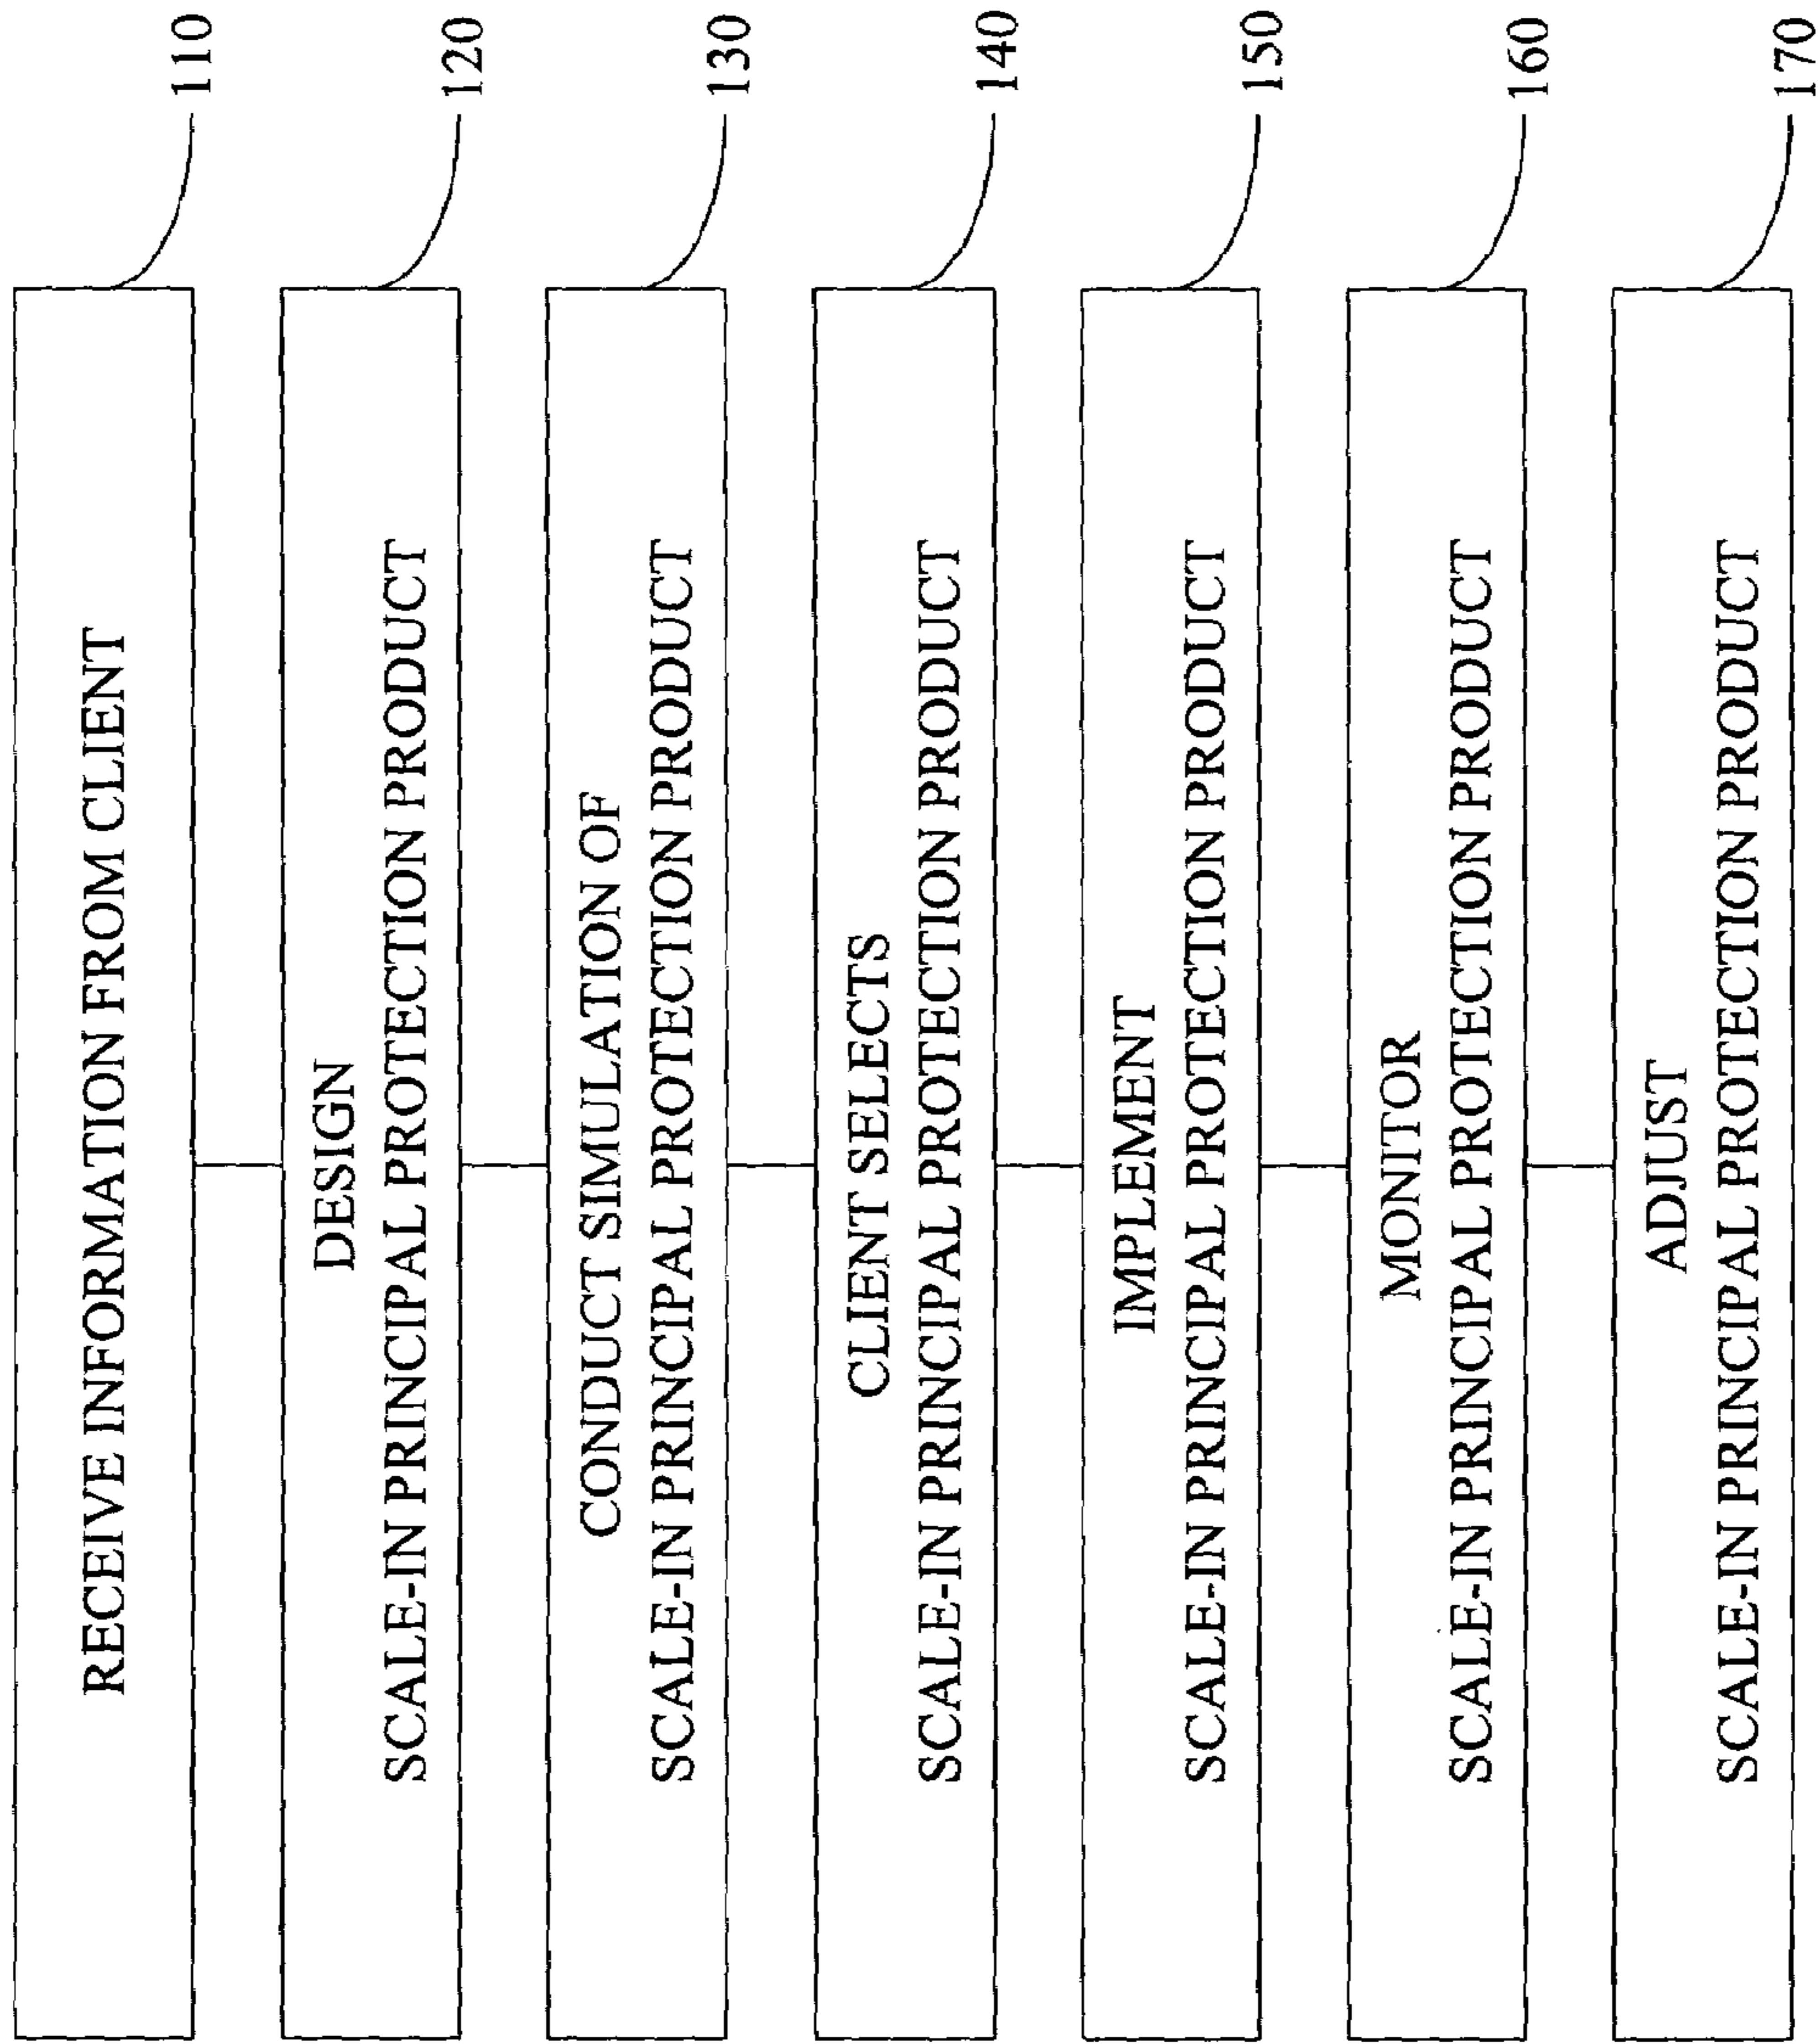 RECEIVE INFORMATION FROM CLIENT
110
DESIGN
SCALE-IN PRINCIPAL PROTECTION PRODUCT
120
CONDUCT SIMULATION OF
SCALE-IN PRINCIPAL PROTECTION PRODUCT
130
CLIENT SELECTS
SCALE-IN PRINCIPAL PROTECTION PRODUCT
140
IMPLEMENT
SCALE-IN PRINCIPAL PROTECTION PRODUCT
150
MONITOR
SCALE-IN PRINCIPAL PROTECTION PRODUCT
160
ADJUST
SCALE-IN PRINCIPAL PROTECTION PRODUCT
170